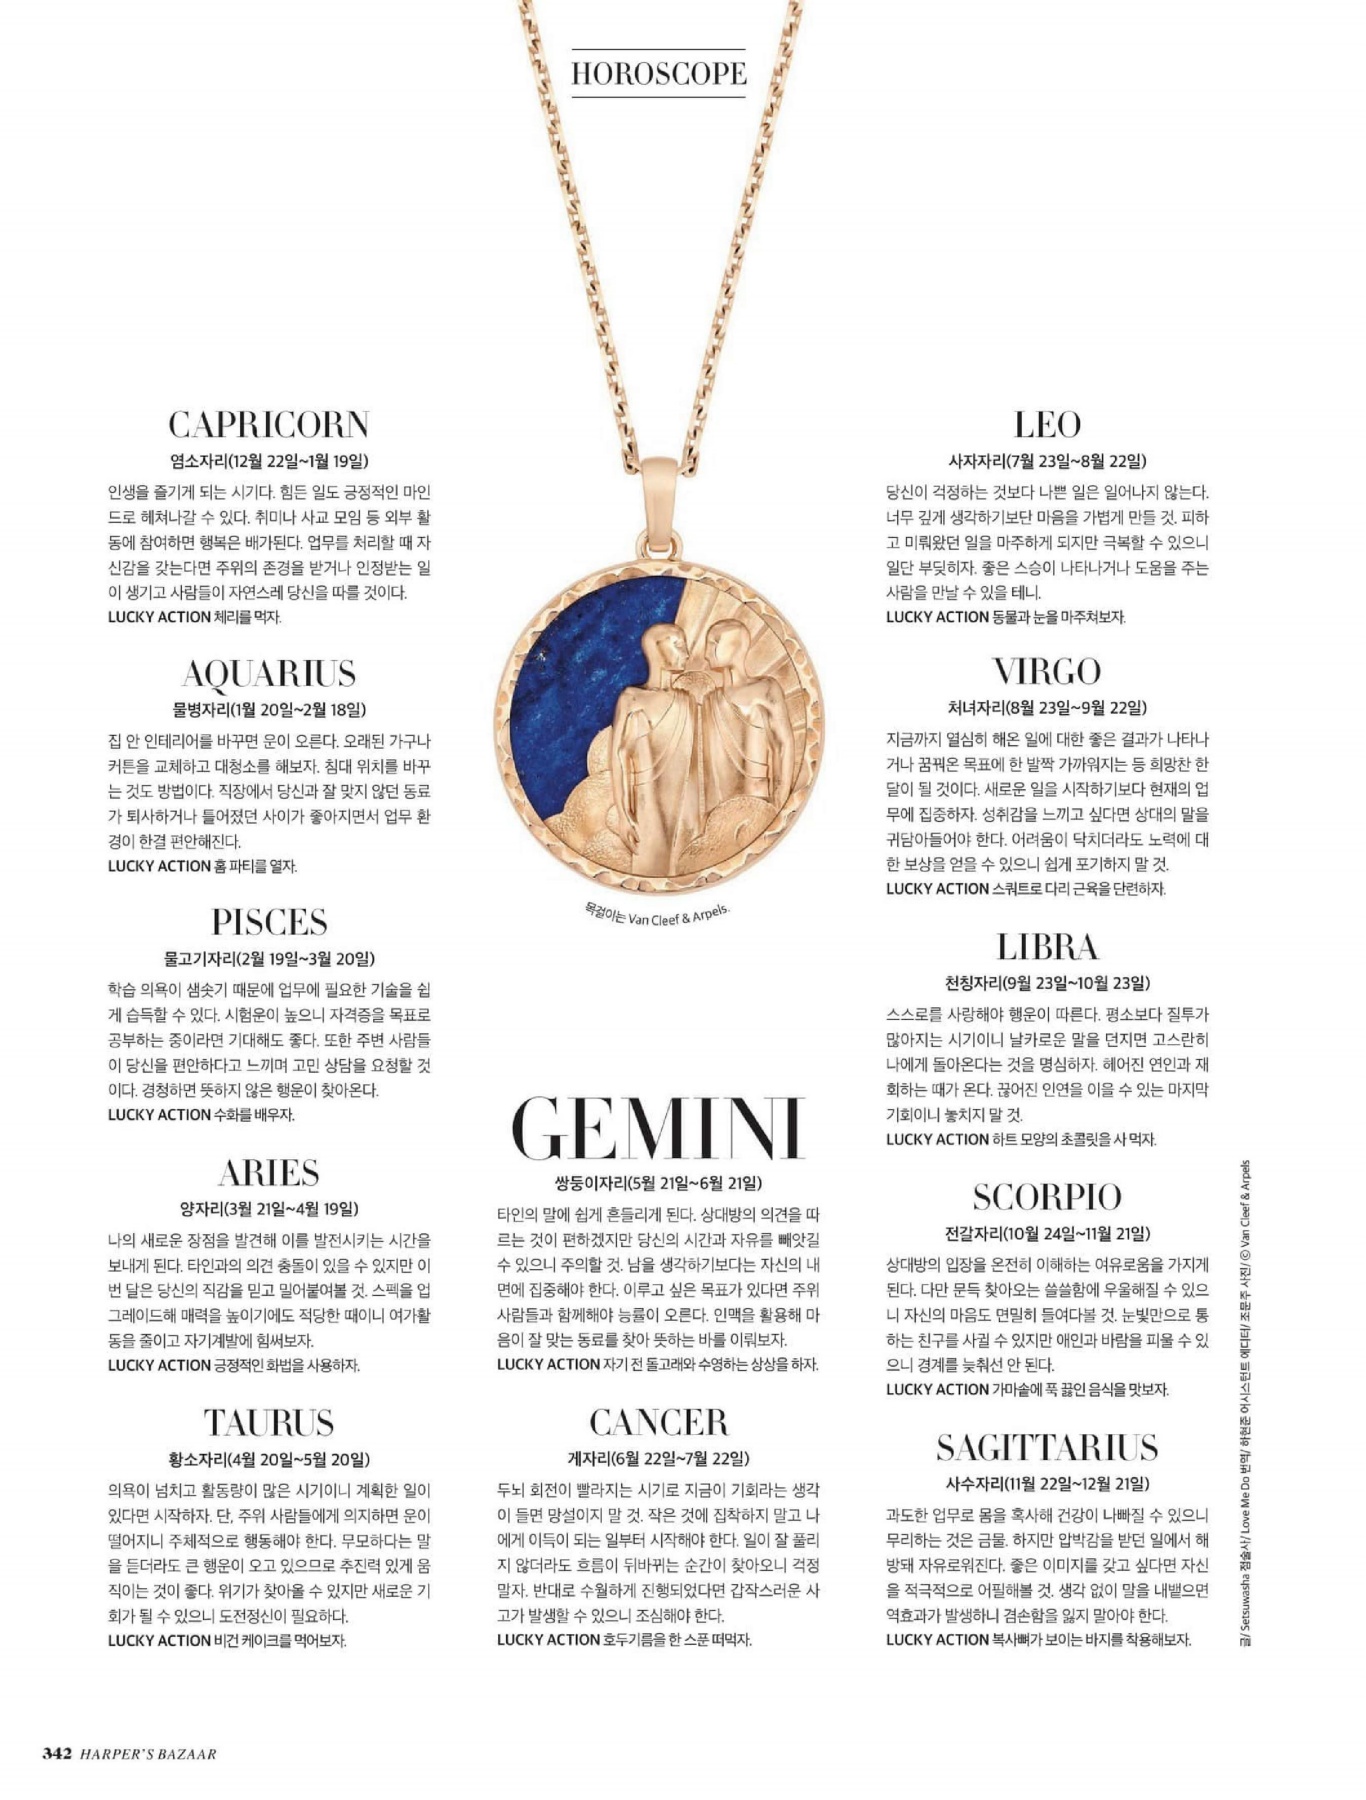 HOROSCOPE
CAPRICORN
염소자리(12월 22일~1월 19일)
인생을 즐기게 되는 시기다. 힘든 일도 긍정적인 마인
드로 헤쳐나갈 수 있다. 취미나 사교 모임 등 외부 활
동에 참여하면 행복은 배가된다. 업무를 처리할 때 자
신감을 갖는다면 주위의 존경을 받거나 인정받는 일
이 생기고 사람들이 자연스레 당신을 따를 것이다.
LUCKY ACTION 체리를 먹자.
AQUARIUS
물병자리(1월 20일~2월 18일)
집 안 인테리어를 바꾸면 운이 오른다. 오래된 가구나
커튼을 교체하고 대청소를 해보자. 침대 위치를 바꾸
는 것도 방법이다. 직장에서 당신과 잘 맞지 않던 동료
가 퇴사하거나 틀어졌던 사이가 좋아지면서 업무 환
경이 한결 편안해진다.
LUCKY ACTION 홈 파티를 열자.
PISCES
물고기자리(2월 19일~3월 20일)
학습 의욕이 샘솟기 때문에 업무에 필요한 기술을 쉽
게 습득할 수 있다. 시험운이 높으니 자격증을 목표로
공부하는 중이라면 기대해도 좋다. 또한 주변 사람들
이 당신을 편안하다고 느끼며 고민 상담을 요청할 것
이다. 경청하면 뜻하지 않은 행운이 찾아온다.
LUCKY ACTION 수화를 배우자.
ARIES
양자리(3월 21일~4월 19일)
나의 새로운 장점을 발견해 이를 발전시키는 시간을
보내게 된다. 타인과의 의견 충돌이 있을 수 있지만 이
번 달은 당신의 직감을 믿고 밀어붙여볼 것. 스펙을 업
그레이드해 매력을 높이기에도 적당한 때이니 여가활
동을 줄이고 자기계발에 힘써보자.
LUCKY ACTION 긍정적인 화법을 사용하자.
TAURUS
황소자리(4월 20일~5월 20일)
의욕이 넘치고 활동량이 많은 시기이니 계획한 일이
있다면 시작하자. 단, 주위 사람들에게 의지하면 운이
떨어지니 주체적으로 행동해야 한다. 무모하다는 말
을 듣더라도 큰 행운이 오고 있으므로 추진력 있게 움
직이는 것이 좋다. 위기가 찾아올 수 있지만 새로운 기
회가 될 수 있으니 도전정신이 필요하다.
LUCKY ACTION 비건 케이크를 먹어보자.
목걸이는 Van Cleef & Arpels.
GEMINI
쌍둥이자리(5월 21일~6월 21일)
타인의 말에 쉽게 흔들리게 된다. 상대방의 의견을 따
르는 것이 편하겠지만 당신의 시간과 자유를 빼앗길
수 있으니 주의할 것. 남을 생각하기보다는 자신의 내
면에 집중해야 한다. 이루고 싶은 목표가 있다면 주위
사람들과 함께해야 능률이 오른다. 인맥을 활용해 마
음이 잘 맞는 동료를 찾아 뜻하는 바를 이뤄보자.
LUCKY ACTION 자기 전 돌고래와 수영하는 상상을 하자.
CANCER
게자리(6월 22일~7월 22일)
두뇌 회전이 빨라지는 시기로 지금이 기회라는 생각
이 들면 망설이지 말 것. 작은 것에 집착하지 말고 나
에게 이득이 되는 일부터 시작해야 한다. 일이 잘 풀리
지 않더라도 흐름이 뒤바뀌는 순간이 찾아오니 걱정
말자. 반대로 수월하게 진행되었다면 갑작스러운 사
고가 발생할 수 있으니 조심해야 한다.
LUCKY ACTION 호두기름을 한 스푼 떠먹자.
LEO
사자자리(7월 23일~8월 22일)
당신이 걱정하는 것보다 나쁜 일은 일어나지 않는다.
너무 깊게 생각하기보단 마음을 가볍게 만들 것. 피하
고 미뤄왔던 일을 마주하게 되지만 극복할 수 있으니
일단 부딪히자. 좋은 스승이 나타나거나 도움을 주는
사람을 만날 수 있을 테니.
LUCKY ACTION 동물과 눈을 마주쳐보자.
VIRGO
처녀자리(8월 23일~9월 22일)
지금까지 열심히 해온 일에 대한 좋은 결과가 나타나
거나 꿈꿔온 목표에 한 발짝 가까워지는 등 희망찬 한
달이 될 것이다. 새로운 일을 시작하기보다 현재의 업
무에 집중하자. 성취감을 느끼고 싶다면 상대의 말을
귀담아들어야 한다. 어려움이 닥치더라도 노력에 대
한 보상을 얻을 수 있으니 쉽게 포기하지 말 것.
LUCKY ACTION 스쿼트로 다리 근육을 단련하자.
LIBRA
천칭자리(9월 23일~10월 23일)
스스로를 사랑해야 행운이 따른다. 평소보다 질투가
많아지는 시기이니 날카로운 말을 던지면 고스란히
나에게 돌아온다는 것을 명심하자. 헤어진 연인과 재
회하는 때가 온다. 끊어진 인연을 이을 수 있는 마지막
기회이니 놓치지 말 것.
LUCKY ACTION 하트 모양의 초콜릿을 사 먹자.
SCORPIO
전갈자리(10월 24일~11월 21일)
상대방의 입장을 온전히 이해하는 여유로움을 가지게
된다. 다만 문득 찾아오는 쓸쓸함에 우울해질 수 있으
니 자신의 마음도 면밀히 들여다볼 것. 눈빛만으로 통
하는 친구를 사귈 수 있지만 애인과 바람을 피울 수 있
으니 경계를 늦춰선 안 된다.
LUCKY ACTION 가마솥에 푹 끓인 음식을 맛보자.
SAGITTARIUS
사수자리(11월 22일~12월 21일)
과도한 업무로 몸을 혹사해 건강이 나빠질 수 있으니
무리하는 것은 금물. 하지만 압박감을 받던 일에서 해
방돼 자유로워진다. 좋은 이미지를 갖고 싶다면 자신
을 적극적으로 어필해볼 것. 생각 없이 말을 내뱉으면
역효과가 발생하니 겸손함을 잃지 말아야 한다.
LUCKY ACTION 복사뼈가 보이는 바지를 착용해보자.
글/ Setsuwasha 점술사/ Love Me Do 번역/ 하현준 어시스턴트 에디터/ 조문주 사진/ © Van Cleef & Arpels
342 HARPER'S BAZAAR